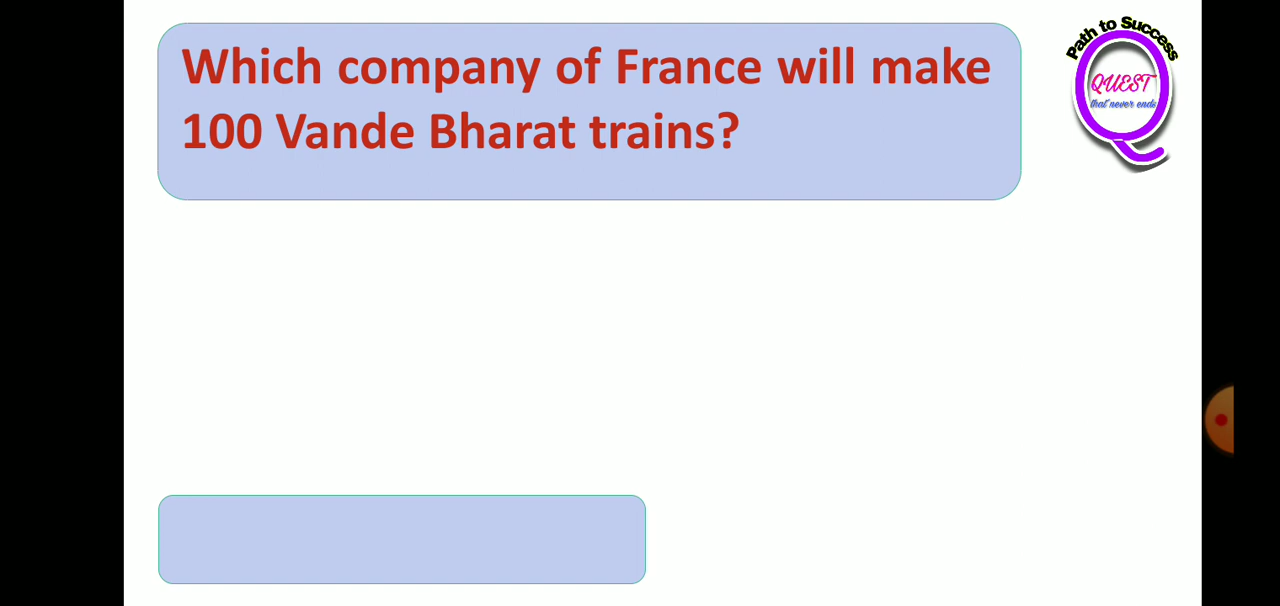 Which company of France will make
100 Vande Bharat trains?
Path to Success
QUEST
that never ends